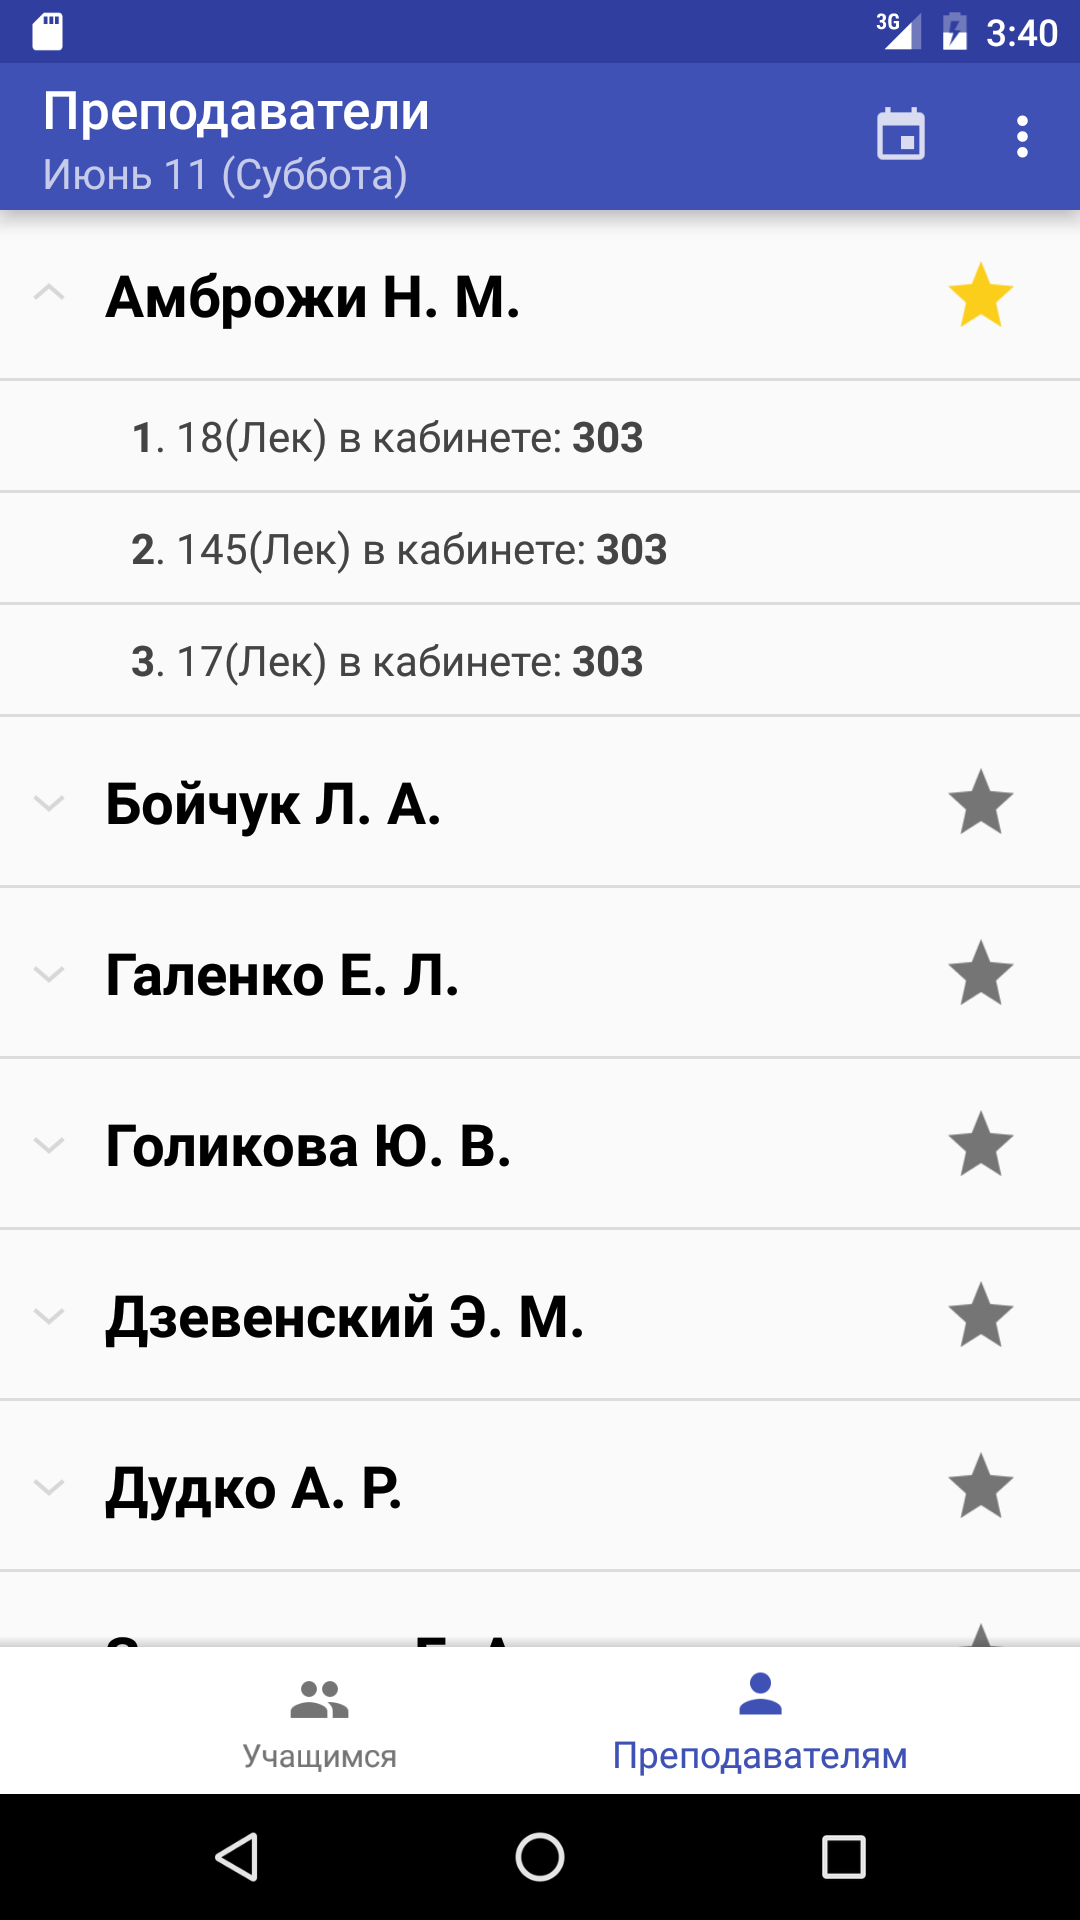 3G 3:40
Преподаватели
Июнь 11 (Суббота)
Амброжи Н. М.
1. 18(Лек) в кабинете: 303
2. 145(Лек) в кабинете: 303
3. 17(Лек) в кабинете: 303
Бойчук Л. А.
Галенко Е. Л.
Голикова Ю. В.
Дзевенский Э. М.
Дудко А. Р.
Учащимся
Преподавателям